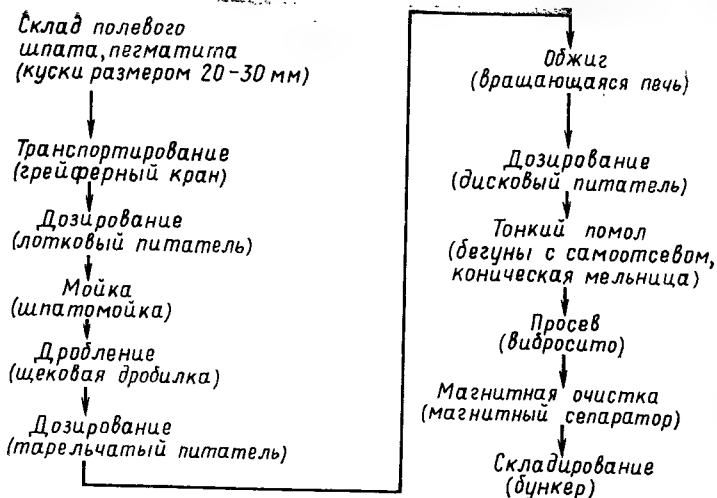 Склад полевого
шпата, пегматита
(куски размером 20-30 мм)
Транспортирование
(грейферный кран)
Дозирование
(лотковый питатель)
Мойка
(шпатомойка)
Дробление
(щековая дробилка)
Дозирование
(тарельчатый питатель)
Обжиг
(вращающаяся печь)
Дозирование
(дисковый питатель)
Тонкий помол
(бегуны с самоотсевом,
коническая мельница)
Просев
(вибросито)
Магнитная очистка
(магнитный сепаратор)
Складирование
(бункер)